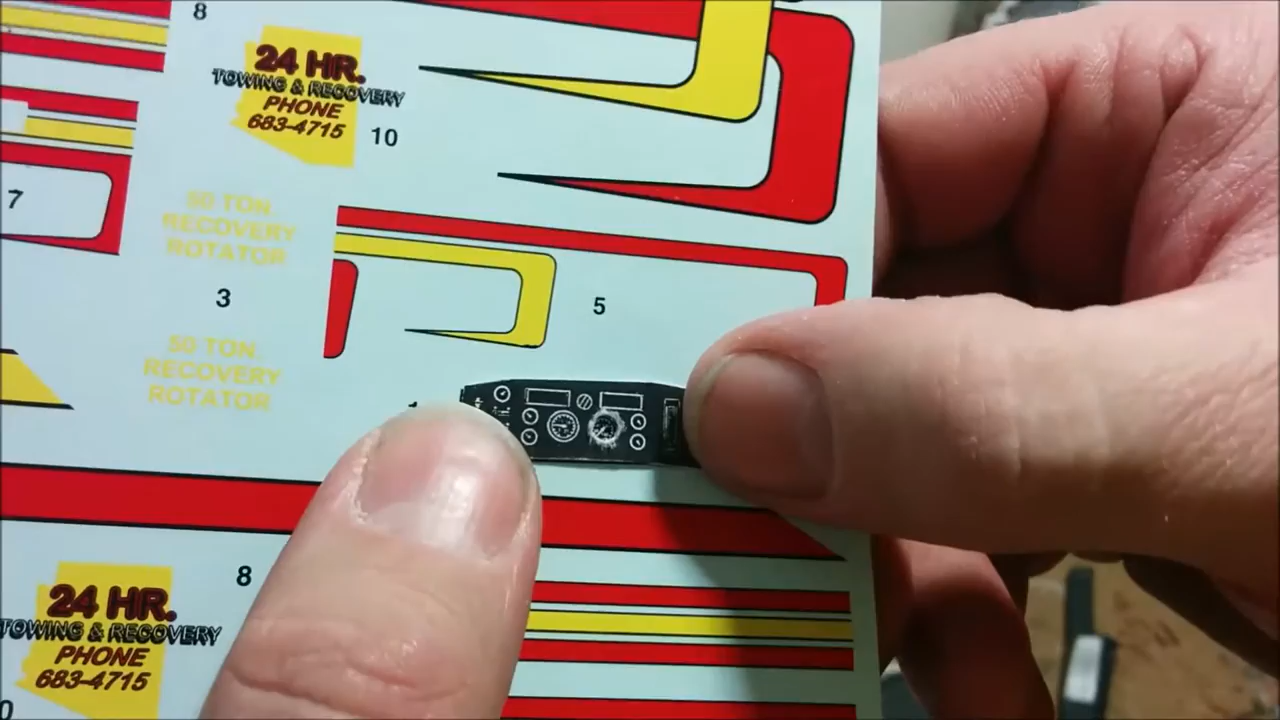 8
24 HR.
TOWING & RECOVERY
PHONE
683-4715
10
7
50 TON
RECOVERY
ROTATOR
3
5
50 TON
RECOVERY
ROTATOR
8
24 HR.
TOWING & RECOVERY
PHONE
683-4715
0